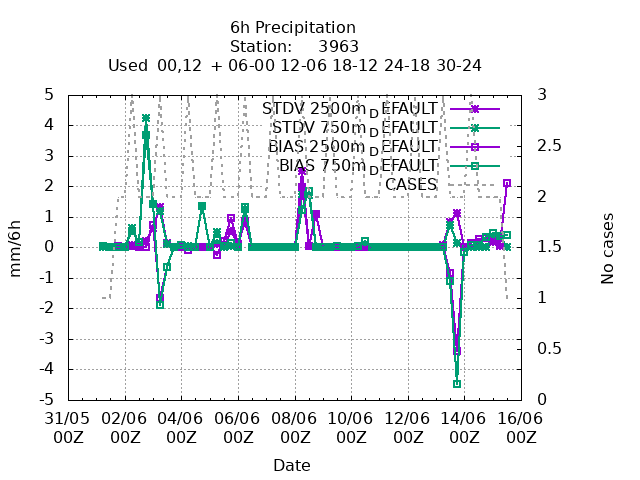 6h Precipitation
Station: 3963
Used 00,12 + 06-00 12-06 18-12 24-18 30-24
5
4
3
2
1
0
-1
-2
-3
-4
-5
mm/6h
3
2.5
2
1.5
1
0.5
0
No cases
STDV 2500m_DEFAULT
STDV 750m_DEFAULT
BIAS 2500m_DEFAULT
BIAS 750m_DEFAULT
CASES
31/05 02/06 04/06 06/06 08/06 10/06 12/06 14/06 16/06
00Z 00Z 00Z 00Z 00Z 00Z 00Z 00Z 00Z
Date